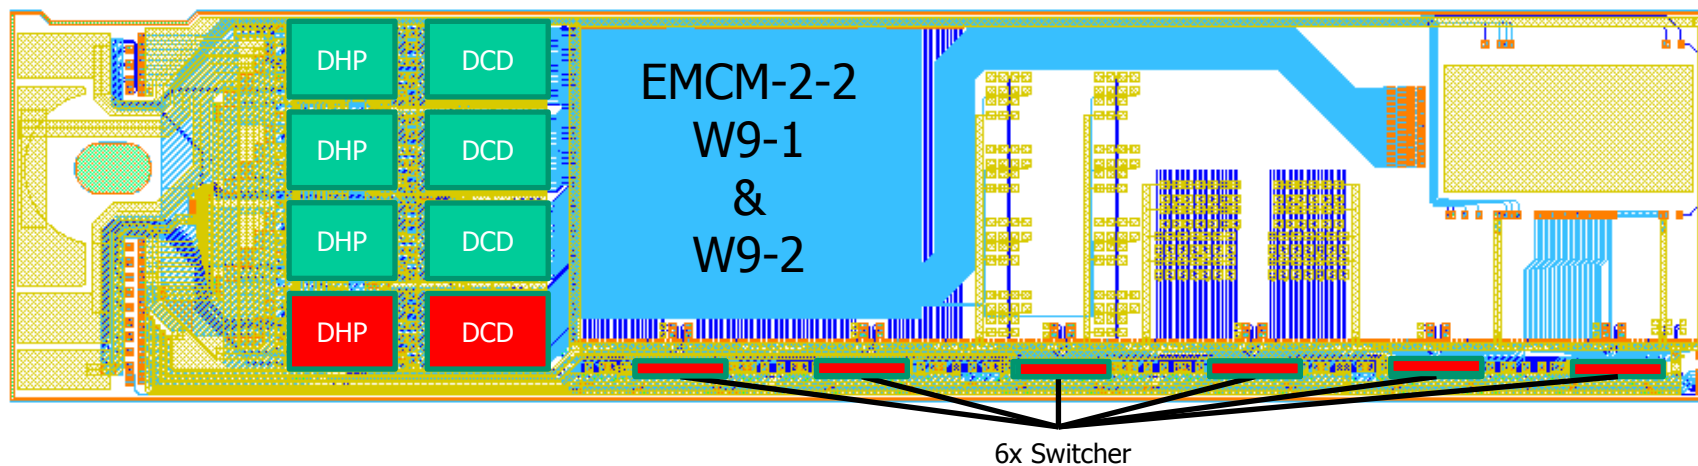 DHP DCD
DHP DCD
DHP DCD
DHP DCD
EMCM-2-2
W9-1
&
W9-2
6x Switcher